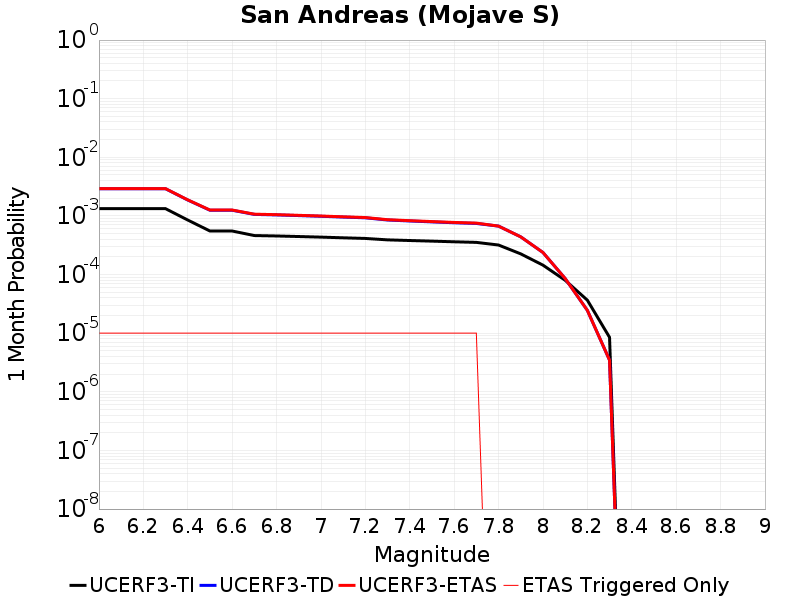 San Andreas (Mojave S)
1 Month Probability
10^0
10^-1
10^-2
10^-3
10^-4
10^-5
10^-6
10^-7
10^-8
6 6.2 6.4 6.6 6.8 7 7.2 7.4 7.6 7.8 8 8.2 8.4 8.6 8.8 9
Magnitude
UCERF3-TI UCERF3-TD UCERF3-ETAS ETAS Triggered Only